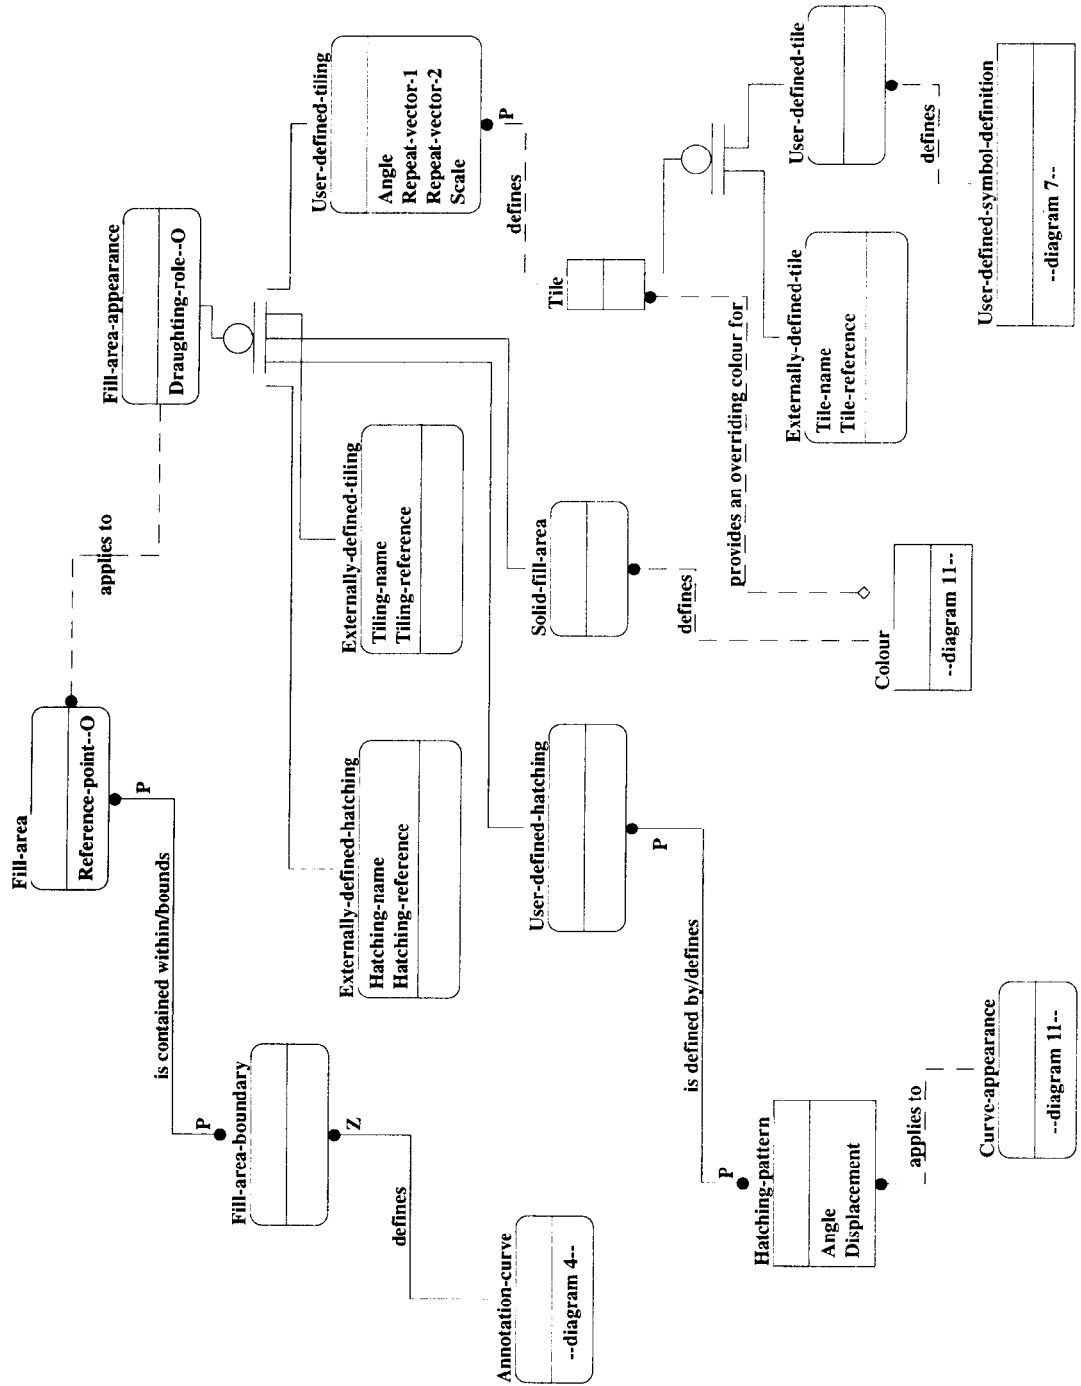 Fill-area
Reference-point--O
applies to
Fill-area-appearance
Draughting-role--O
P
is contained within/bounds
P
Fill-area-boundary
Z
defines
Annotation-curve
--diagram 4--
Externally-defined-hatching
Hatching-name
Hatching-reference
Externally-defined-tiling
Tiling-name
Tiling-reference
User-defined-tiling
Angle
Repeat-vector-1
Repeat-vector-2
Scale
P
defines
User-defined-hatching
P
is defined by/defines
P
Hatching-pattern
Angle
Displacement
applies to
Curve-appearance
--diagram 11--
Solid-fill-area
defines
Colour
--diagram 11--
Tile
provides an overriding colour for
Externally-defined-tile
Tile-name
Tile-reference
User-defined-tile
defines
User-defined-symbol-definition
--diagram 7--